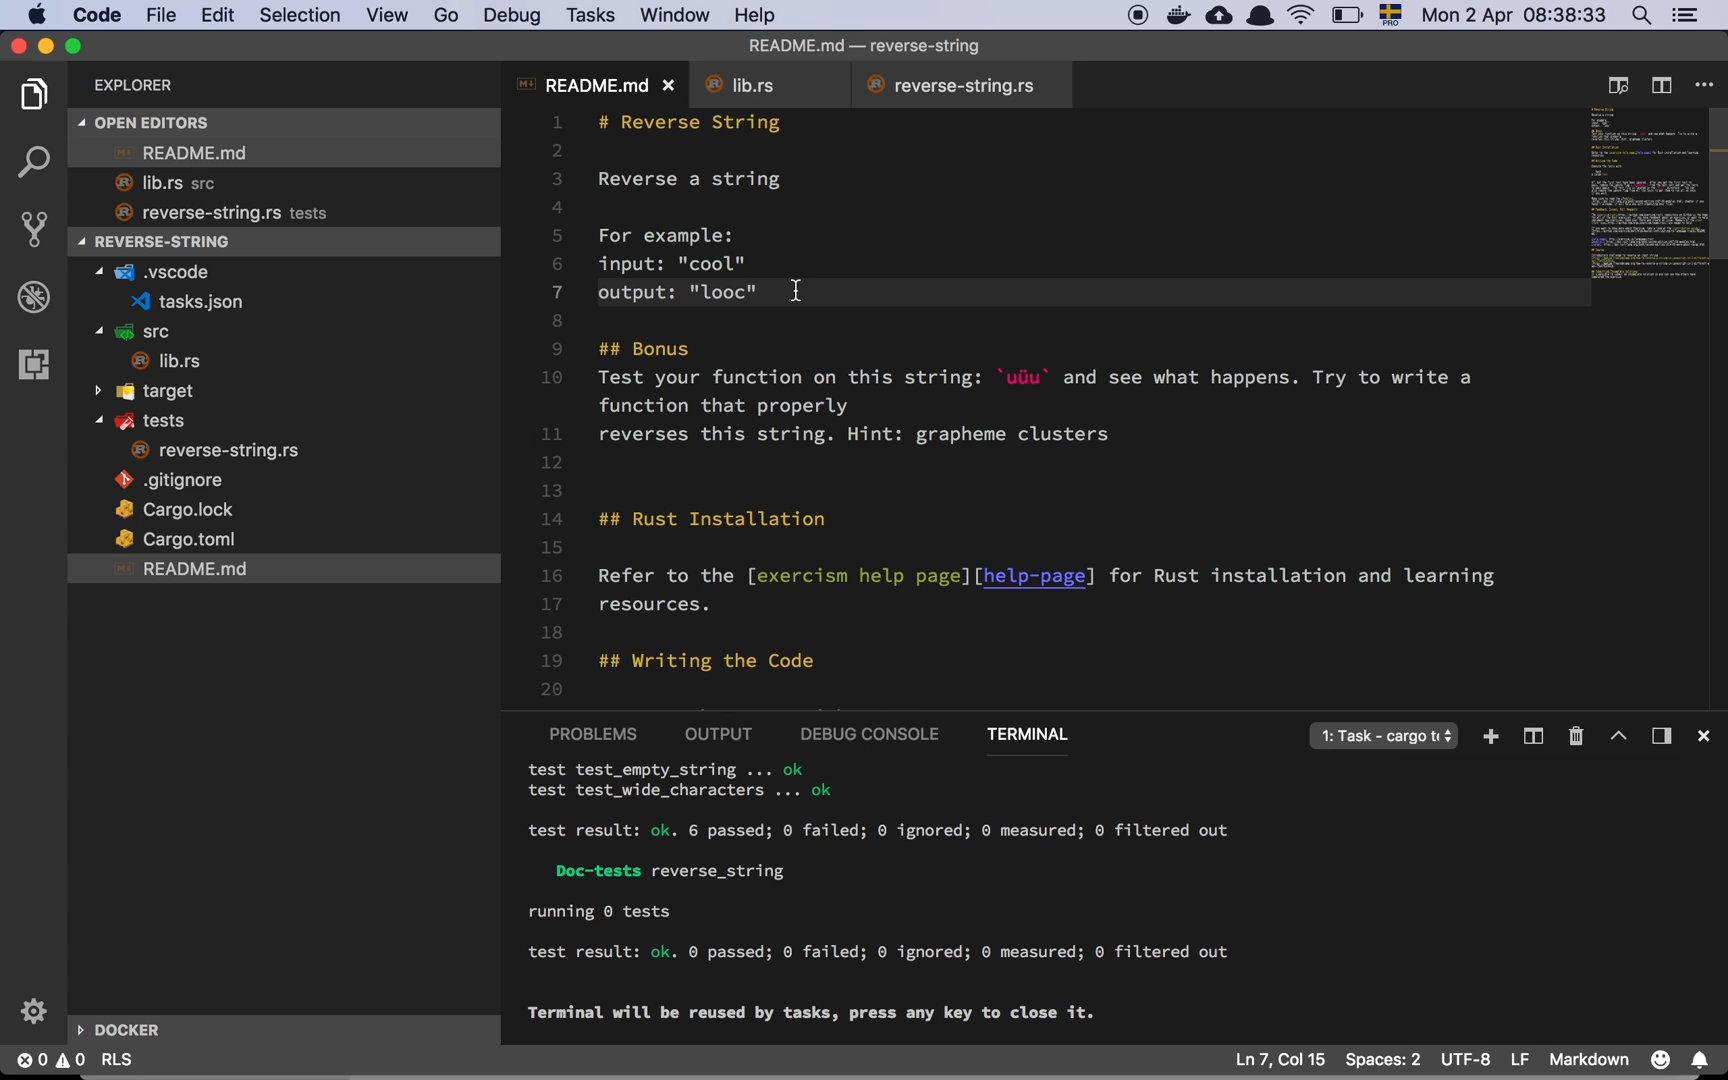 Code File Edit Selection View Go Debug Tasks Window Help PRO Mon 2 Apr 08:38:33
README.md — reverse-string
EXPLORER
OPEN EDITORS
README.md
lib.rs src
reverse-string.rs tests
REVERSE-STRING
.vscode
tasks.json
src
lib.rs
target
tests
reverse-string.rs
.gitignore
Cargo.lock
Cargo.toml
README.md
DOCKER
README.md lib.rs reverse-string.rs
1 # Reverse String
2
3 Reverse a string
4
5 For example:
6 input: "cool"
7 output: "looc"
8
9 ## Bonus
10 Test your function on this string: `uüu` and see what happens. Try to write a
function that properly
11 reverses this string. Hint: grapheme clusters
12
13
14 ## Rust Installation
15
16 Refer to the [exercism help page][help-page] for Rust installation and learning
17 resources.
18
19 ## Writing the Code
20
PROBLEMS OUTPUT DEBUG CONSOLE TERMINAL 1: Task - cargo te
test test_empty_string ... ok
test test_wide_characters ... ok
test result: ok. 6 passed; 0 failed; 0 ignored; 0 measured; 0 filtered out
Doc-tests reverse_string
running 0 tests
test result: ok. 0 passed; 0 failed; 0 ignored; 0 measured; 0 filtered out
Terminal will be reused by tasks, press any key to close it.
0 0 RLS Ln 7, Col 15 Spaces: 2 UTF-8 LF Markdown